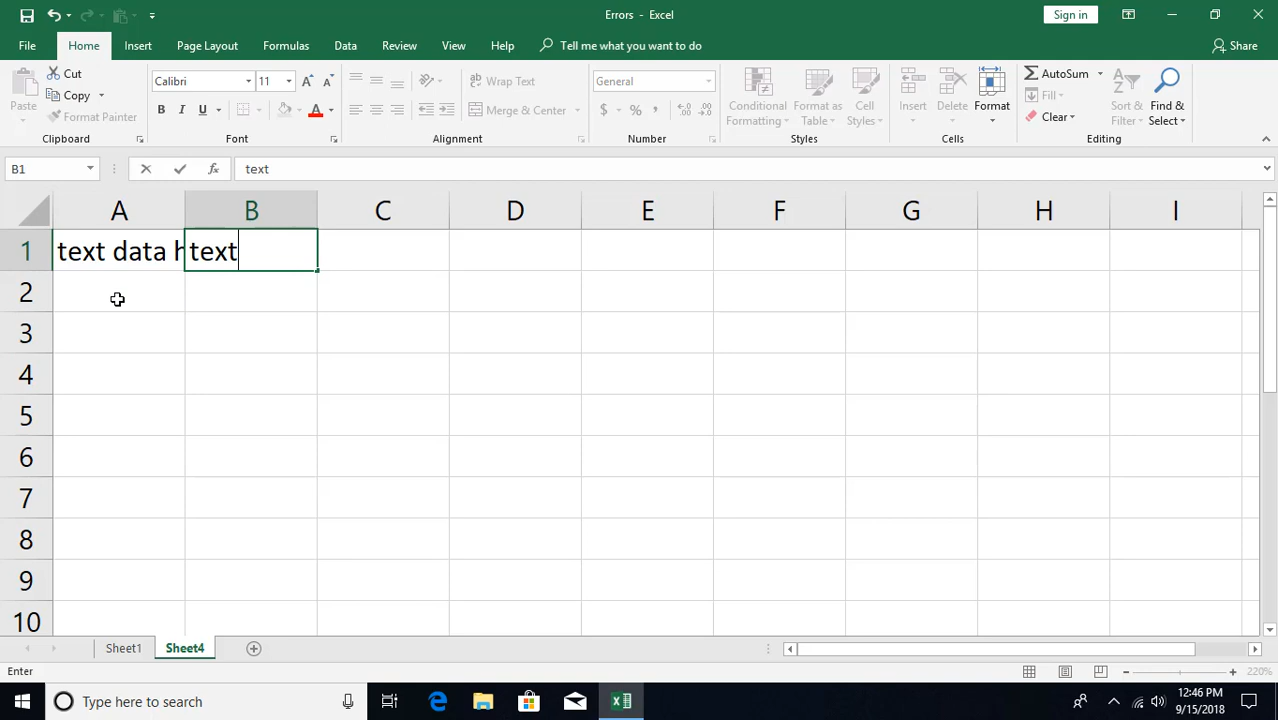 Errors - Excel
Sign in
File Home Insert Page Layout Formulas Data Review View Help Tell me what you want to do Share
Paste
Cut
Copy
Format Painter
Clipboard
Calibri 11
B I U
Font
Wrap Text
Merge & Center
Alignment
General
$ % ,
Number
Conditional Formatting
Format as Table
Cell Styles
Styles
Insert Delete Format
Cells
AutoSum
Fill
Clear
Sort & Filter
Find & Select
Editing
B1 fx text
A B C D E F G H I
1 text data h text
2
3
4
5
6
7
8
9
10
Sheet1 Sheet4
Enter 220%
Type here to search
12:46 PM
9/15/2018